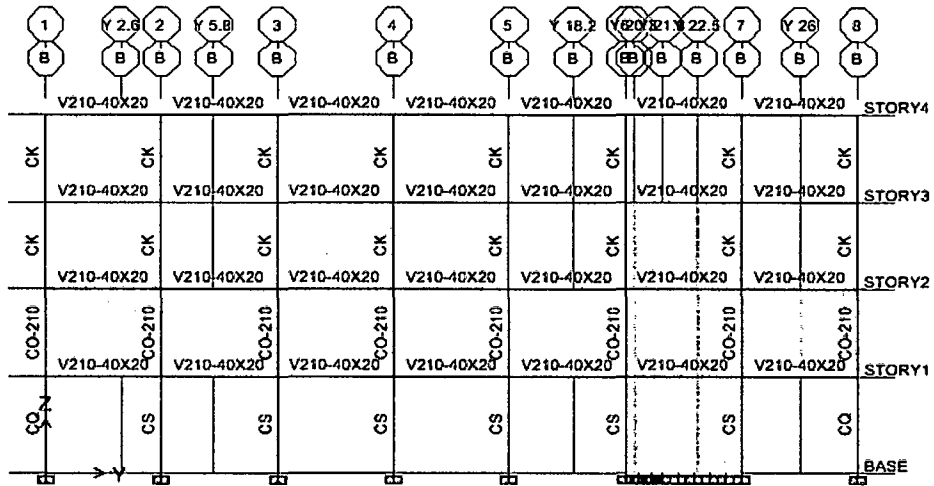 1 Y 2.6 2 Y 5.8 3 4 5 Y 18.2 22.5 7 Y 26 8
B B B B B B B B B B B B B
V210-40X20 V210-40X20 V210-40X20 V210-40X20 V210-40X20 V210-40X20 V210-40X20 STORY4
CK CK CK CK CK CK CK CK
V210-40X20 V210-40X20 V210-40X20 V210-40X20 V210-40X20 V210-40X20 V210-40X20 STORY3
CK CK CK CK CK CK CK CK
V210-40X20 V210-40X20 V210-40X20 V210-40X20 V210-40X20 V210-40X20 V210-40X20 STORY2
CO-210 CO-210 CO-210 CO-210 CO-210 CO-210 CO-210 CO-210
V210-40X20 V210-40X20 V210-40X20 V210-40X20 V210-40X20 V210-40X20 V210-40X20 STORY1
Z
CQ CS CS CS CS CS CS CQ
Y BASE